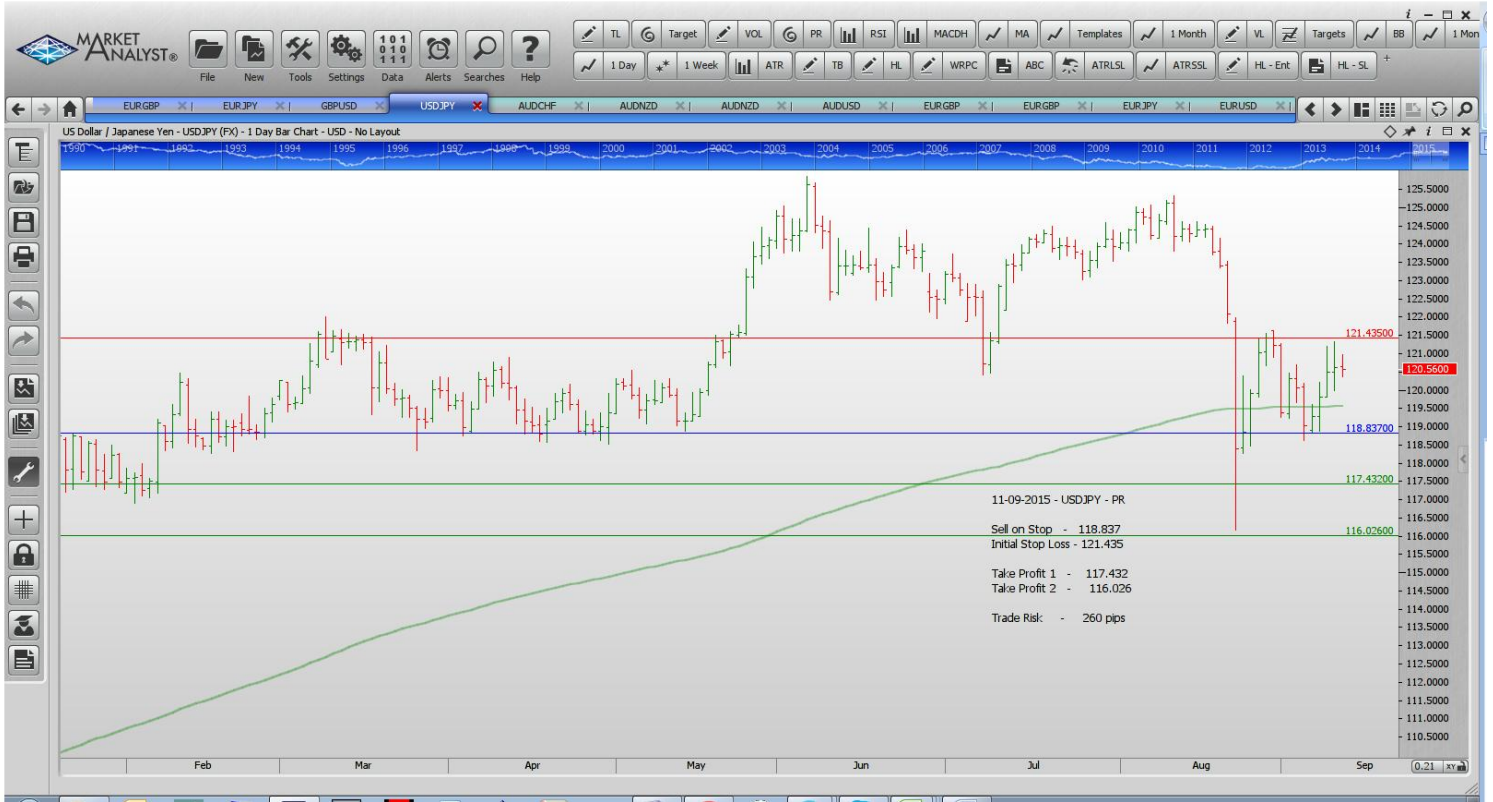 i
MARKET
ANALYST®
File New Tools Settings Data Alerts Searches Help
101
010
111
TL Target VOL PR RSI MACDH MA Templates 1 Month VL Targets BB 1 Mon
1 Day 1 Week ATR TB HL WRPC ABC ATRLSL ATRSSL HL - Ent HL - SL +
EURGBP EURJPY GBPUSD USDJPY AUDCHF AUDNZD AUDNZD AUDUSD EURGBP EURGBP EURJPY EURUSD
US Dollar / Japanese Yen - USDJPY (FX) - 1 Day Bar Chart - USD - No Layout
1990 1991 1992 1993 1994 1995 1996 1997 1998 1999 2000 2001 2002 2003 2004 2005 2006 2007 2008 2009 2010 2011 2012 2013 2014 2015
125.5000
125.0000
124.5000
124.0000
123.5000
123.0000
122.5000
122.0000
121.5000
121.43500
121.0000
120.5600
120.0000
119.5000
119.0000
118.83700
118.5000
118.0000
117.5000
117.43200
117.0000
116.5000
116.02600
116.0000
115.5000
115.0000
114.5000
114.0000
113.5000
113.0000
112.5000
112.0000
111.5000
111.0000
110.5000
11-09-2015 - USDJPY - PR
Sell on Stop - 118.837
Initial Stop Loss - 121.435
Take Profit 1 - 117.432
Take Profit 2 - 116.026
Trade Risk - 260 pips
Feb Mar Apr May Jun Jul Aug Sep
0.21 XY